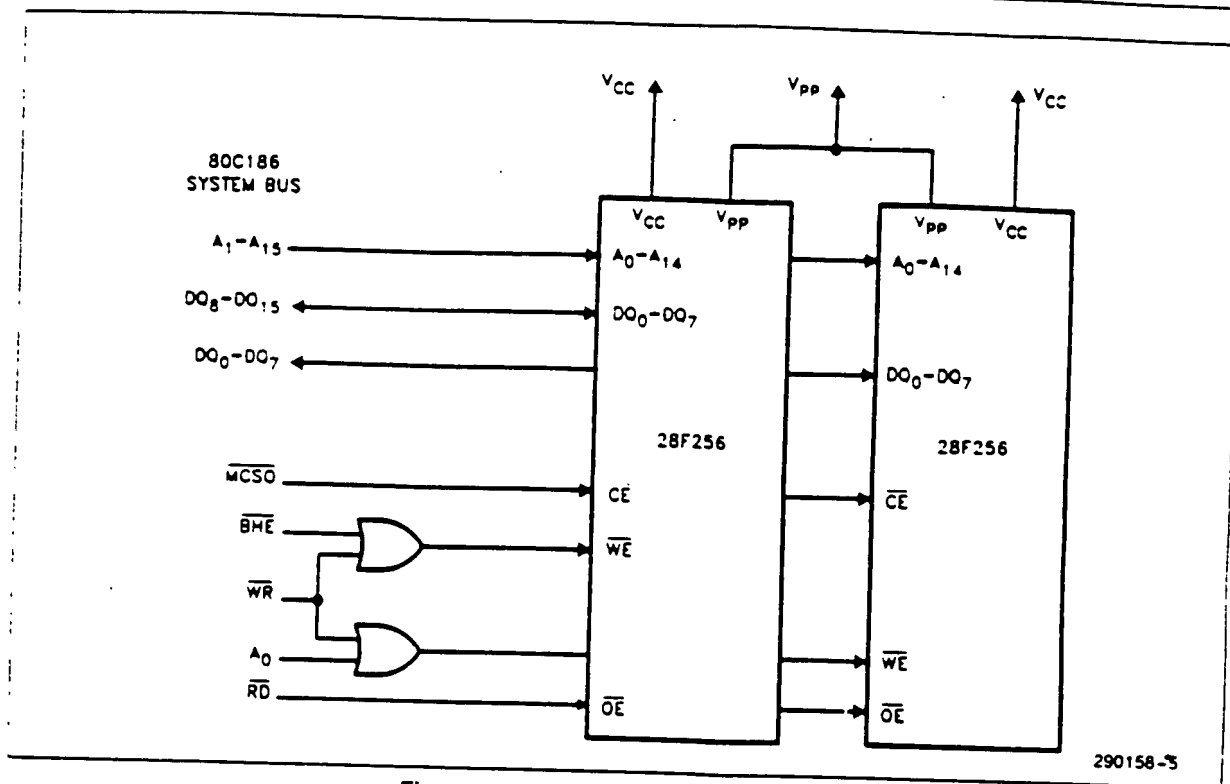 V_CC
V_PP
V_CC
80C186
SYSTEM BUS
V_CC V_PP
V_PP V_CC
A_1-A_15
A_0-A_14
A_0-A_14
DQ_8-DQ_15
DQ_0-DQ_7
DQ_0-DQ_7
DQ_0-DQ_7
28F256
28F256
MCS0
CE
CE
BHE
WE
WR
A_0
WE
RD
OE
OE
290158-5